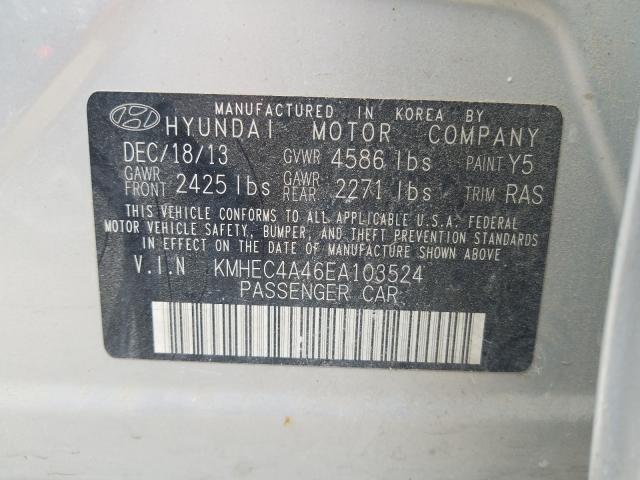 MANUFACTURED IN KOREA BY
HYUNDAI MOTOR COMPANY
DEC/18/13 GVWR 4586 lbs PAINT Y5
GAWR FRONT 2425 lbs GAWR REAR 2271 lbs TRIM RAS
THIS VEHICLE CONFORMS TO ALL APPLICABLE U.S.A. FEDERAL
MOTOR VEHICLE SAFETY, BUMPER, AND THEFT PREVENTION STANDARDS
IN EFFECT ON THE DATE OF MANUFACTURE SHOWN ABOVE
V.I.N KMHEC4A46EA103524
PASSENGER CAR